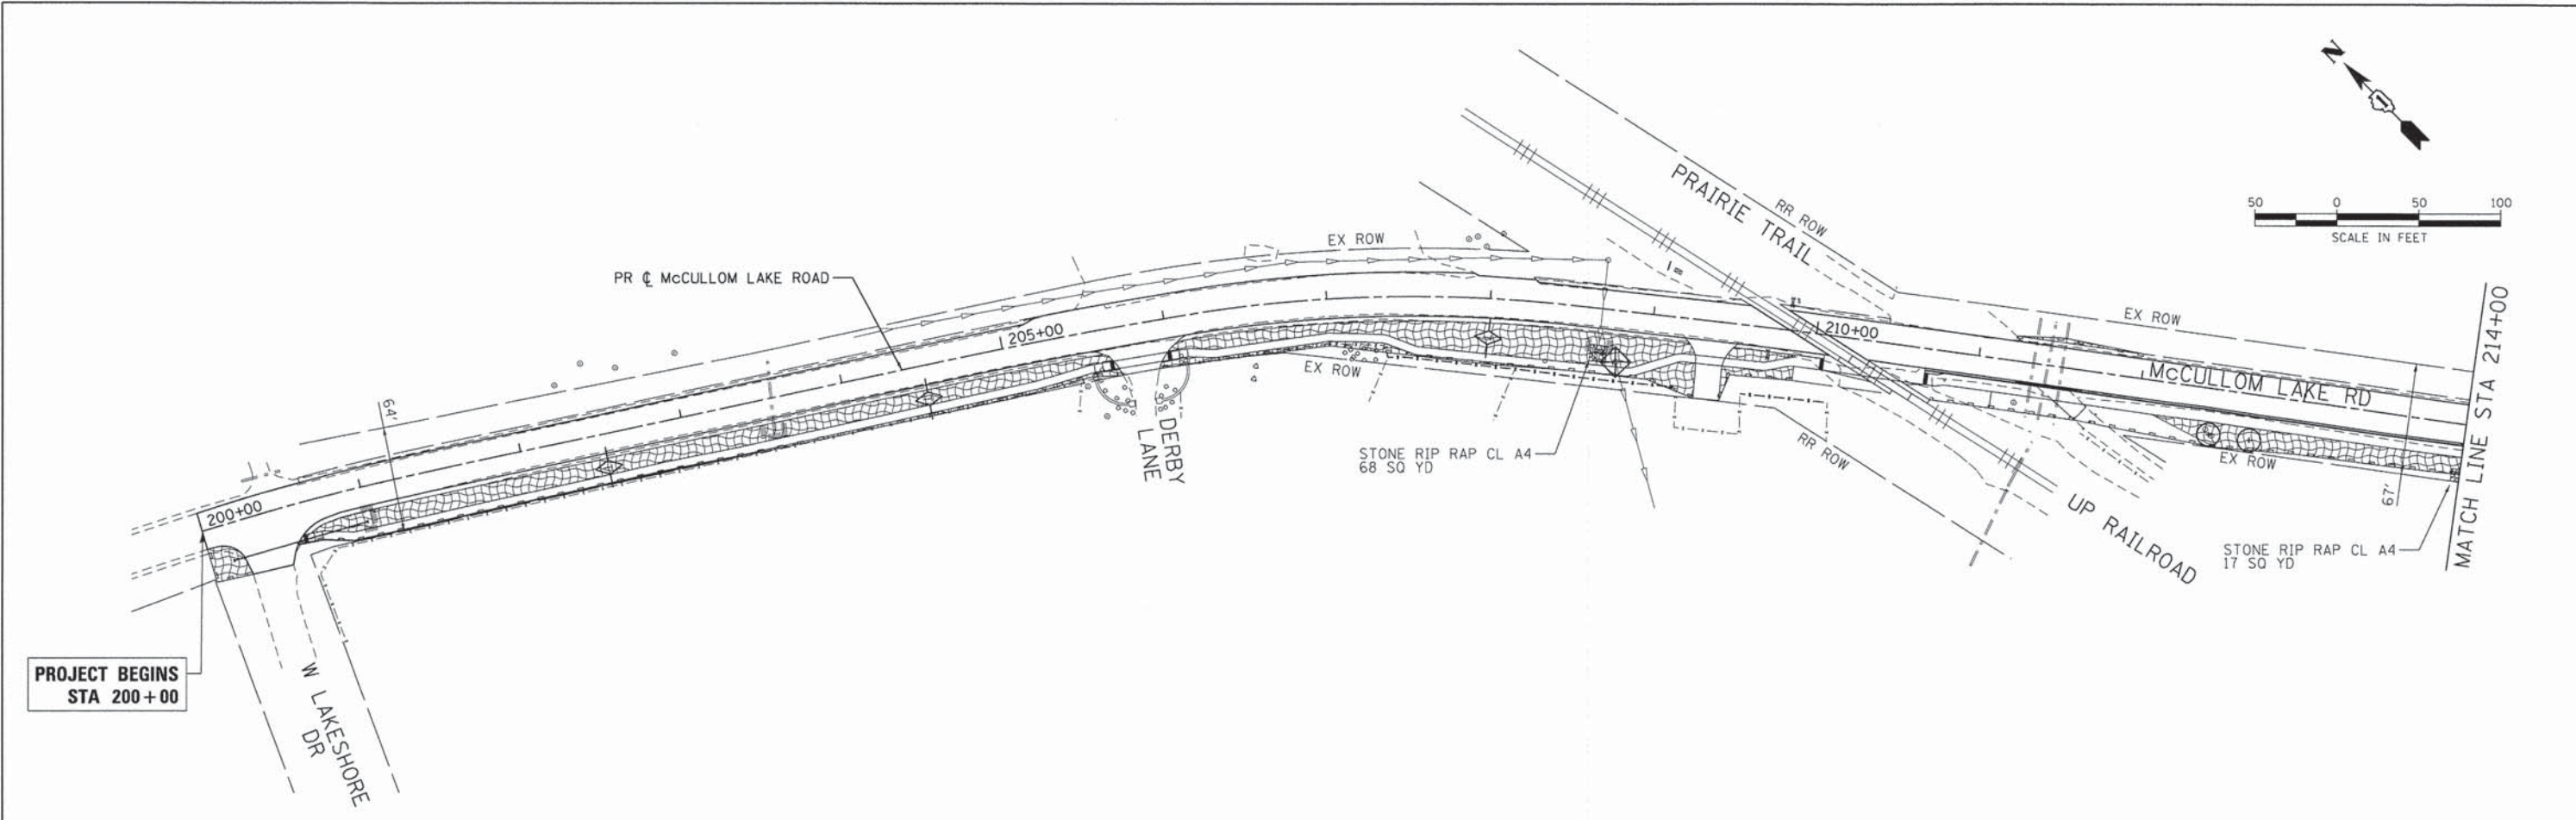 N
1
50 0 50 100
SCALE IN FEET
PRAIRIE TRAIL
RR ROW
EX ROW
PR ℄ McCULLOM LAKE ROAD
205+00
210+00
EX ROW
McCULLOM LAKE RD
MATCH LINE STA 214+00
64'
EX ROW
DERBY
LANE
STONE RIP RAP CL A4
68 SQ YD
RR ROW
EX ROW
67'
UP RAILROAD
STONE RIP RAP CL A4
17 SQ YD
200+00
PROJECT BEGINS
STA 200+00
W LAKESHORE
DR